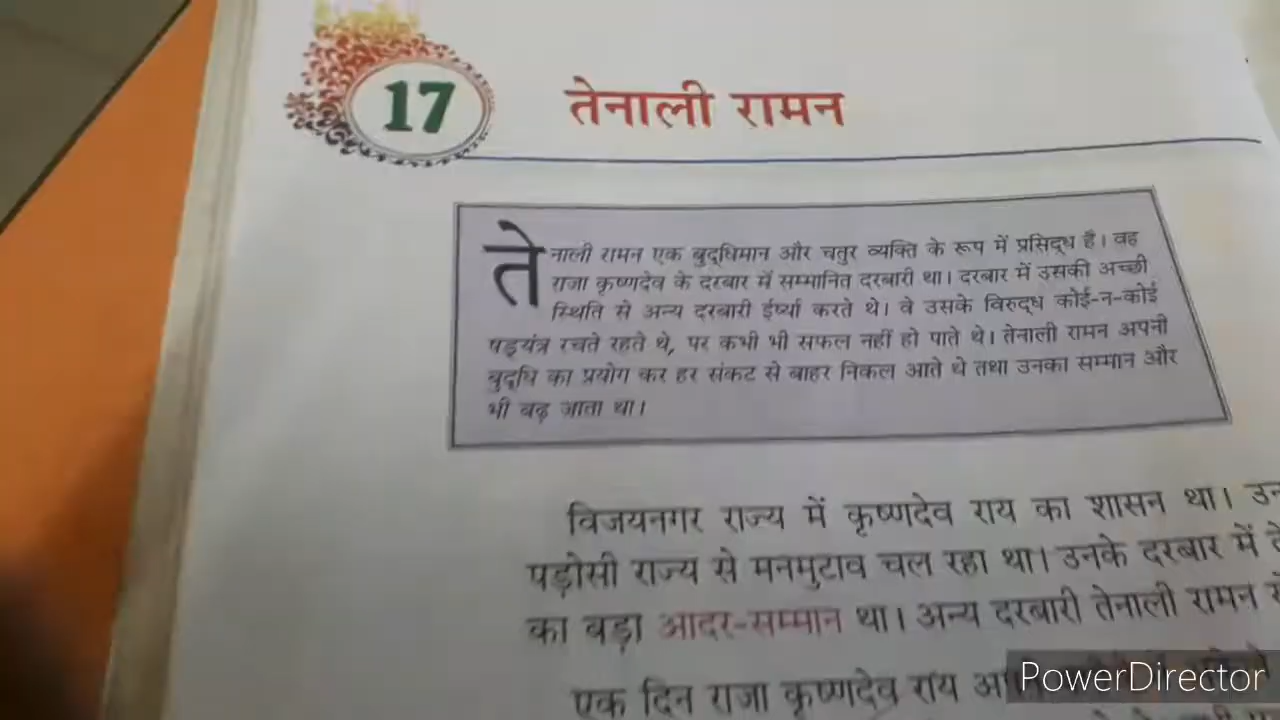 17
तेनाली रामन
तेनाली रामन एक बुद्धिमान और चतुर व्यक्ति के रूप में प्रसिद्ध है। वह
राजा कृष्णदेव के दरबार में सम्मानित दरबारी था। दरबार में उसकी अच्छी
स्थिति से अन्य दरबारी ईर्ष्या करते थे। वे उसके विरुद्ध कोई-न-कोई
षड्यंत्र रचते रहते थे, पर कभी भी सफल नहीं हो पाते थे। तेनाली रामन अपनी
बुद्धि का प्रयोग कर हर संकट से बाहर निकल आते थे तथा उनका सम्मान और
भी बढ़ जाता था।
विजयनगर राज्य में कृष्णदेव राय का शासन था।
पड़ोसी राज्य से मनमुटाव चल रहा था। उनके दरबार में
का बड़ा आदर-सम्मान था। अन्य दरबारी तेनाली रामन
एक दिन राजा कृष्णदेव राय
PowerDirector